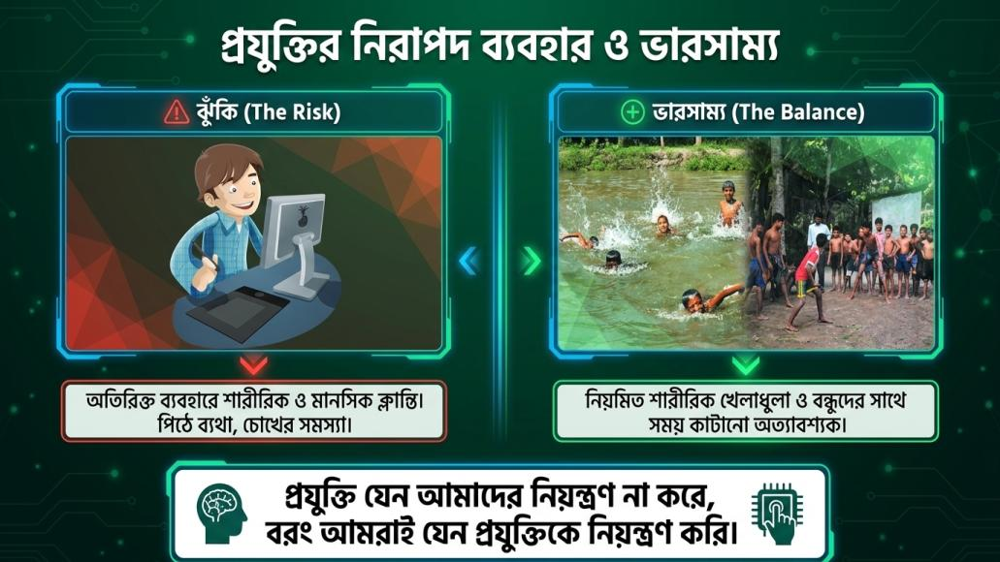 প্রযুক্তির নিরাপদ ব্যবহার ও ভারসাম্য
ঝুঁকি (The Risk)
অতিরিক্ত ব্যবহারে শারীরিক ও মানসিক ক্লান্তি।
পিঠে ব্যথা, চোখের সমস্যা।
ভারসাম্য (The Balance)
নিয়মিত শারীরিক খেলাধুলা ও বন্ধুদের সাথে
সময় কাটানো অত্যাবশ্যক।
প্রযুক্তি যেন আমাদের নিয়ন্ত্রণ না করে,
বরং আমরাই যেন প্রযুক্তিকে নিয়ন্ত্রণ করি।